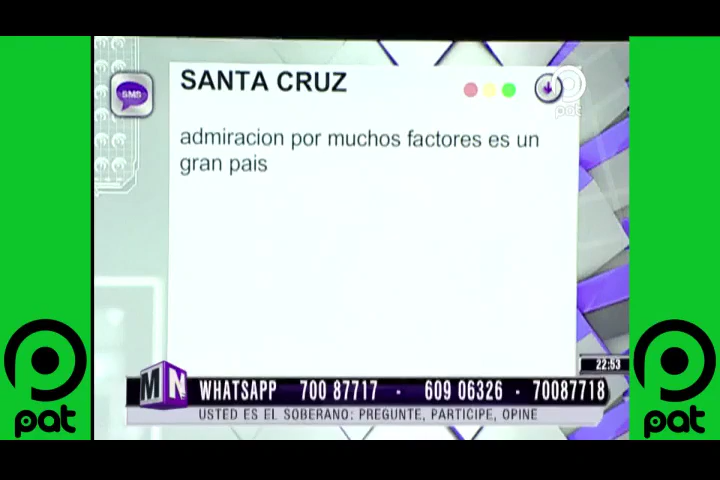 SANTA CRUZ
SMS
pat
admiracion por muchos factores es un
gran pais
22:53
MN
WHATSAPP 700 87717 - 609 06326 - 70087718
USTED ES EL SOBERANO: PREGUNTE, PARTICIPE, OPINE
pat
pat